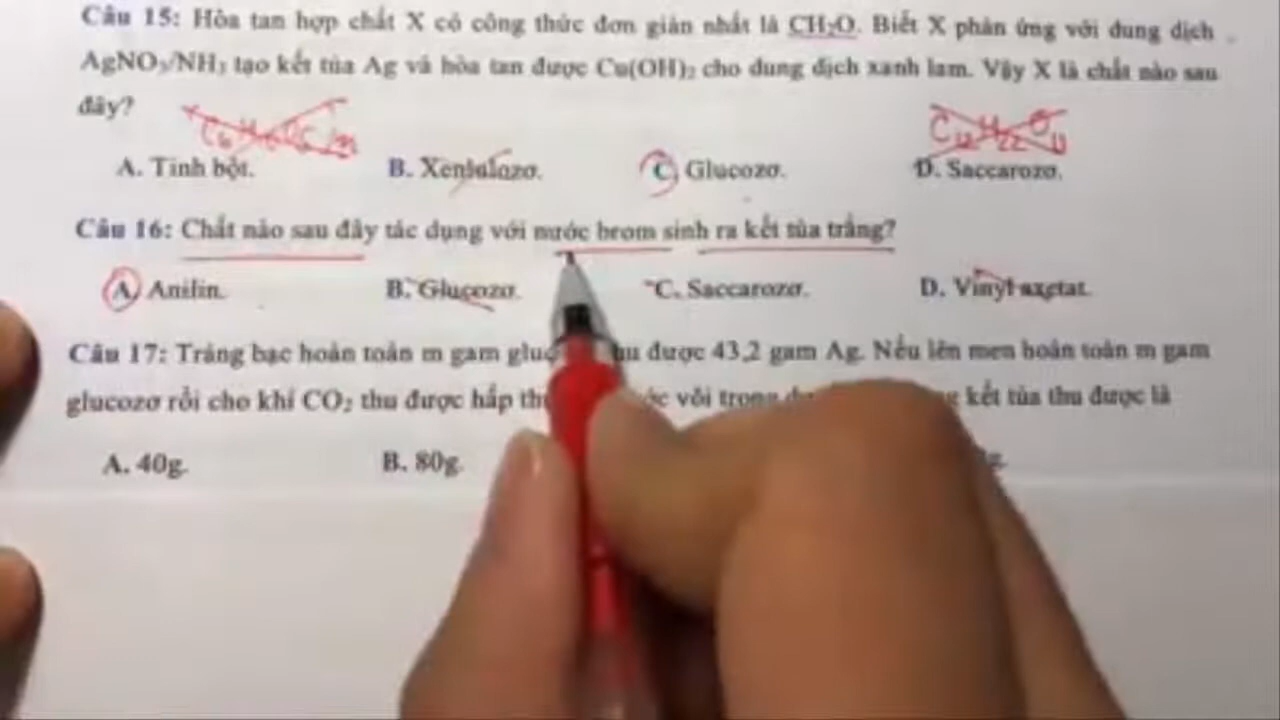 Câu 15: Hòa tan hợp chất X có công thức đơn giản nhất là CH₂O. Biết X phản ứng với dung dịch
AgNO₃/NH₃ tạo kết tủa Ag và hòa tan được Cu(OH)₂ cho dung dịch xanh lam. Vậy X là chất nào sau
đây?
C₁₂H₂₂O₁₁
A. Tinh bột. B. Xenlulozơ. C. Glucozơ. D. Saccarozơ.
Câu 16: Chất nào sau đây tác dụng với nước brom sinh ra kết tủa trắng?
A. Anilin. B. Glucozơ. C. Saccarozơ. D. Vinyl axetat.
Câu 17: Tráng bạc hoàn toàn m gam được 43,2 gam Ag. Nếu lên men hoàn toàn m gam
glucozơ rồi cho khí CO₂ thu được hấp vôi trong kết tủa thu được là
A. 40g. B. 80g.